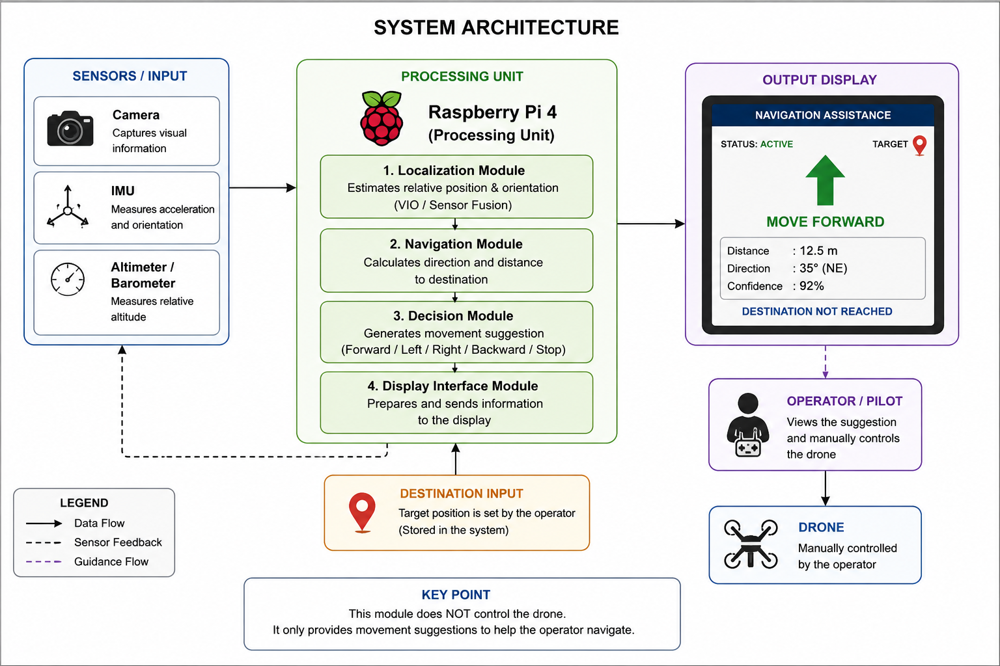 SYSTEM ARCHITECTURE
SENSORS / INPUT
Camera
Captures visual
information
IMU
Measures acceleration
and orientation
Altimeter /
Barometer
Measures relative
altitude
PROCESSING UNIT
Raspberry Pi 4
(Processing Unit)
1. Localization Module
Estimates relative position & orientation
(VIO / Sensor Fusion)
2. Navigation Module
Calculates direction and distance
to destination
3. Decision Module
Generates movement suggestion
(Forward / Left / Right / Backward / Stop)
4. Display Interface Module
Prepares and sends information
to the display
DESTINATION INPUT
Target position is set by the operator
(Stored in the system)
OUTPUT DISPLAY
NAVIGATION ASSISTANCE
STATUS: ACTIVE TARGET
MOVE FORWARD
Distance : 12.5 m
Direction : 35° (NE)
Confidence : 92%
DESTINATION NOT REACHED
OPERATOR / PILOT
Views the suggestion
and manually controls
the drone
DRONE
Manually controlled
by the operator
LEGEND
Data Flow
Sensor Feedback
Guidance Flow
KEY POINT
This module does NOT control the drone.
It only provides movement suggestions to help the operator navigate.